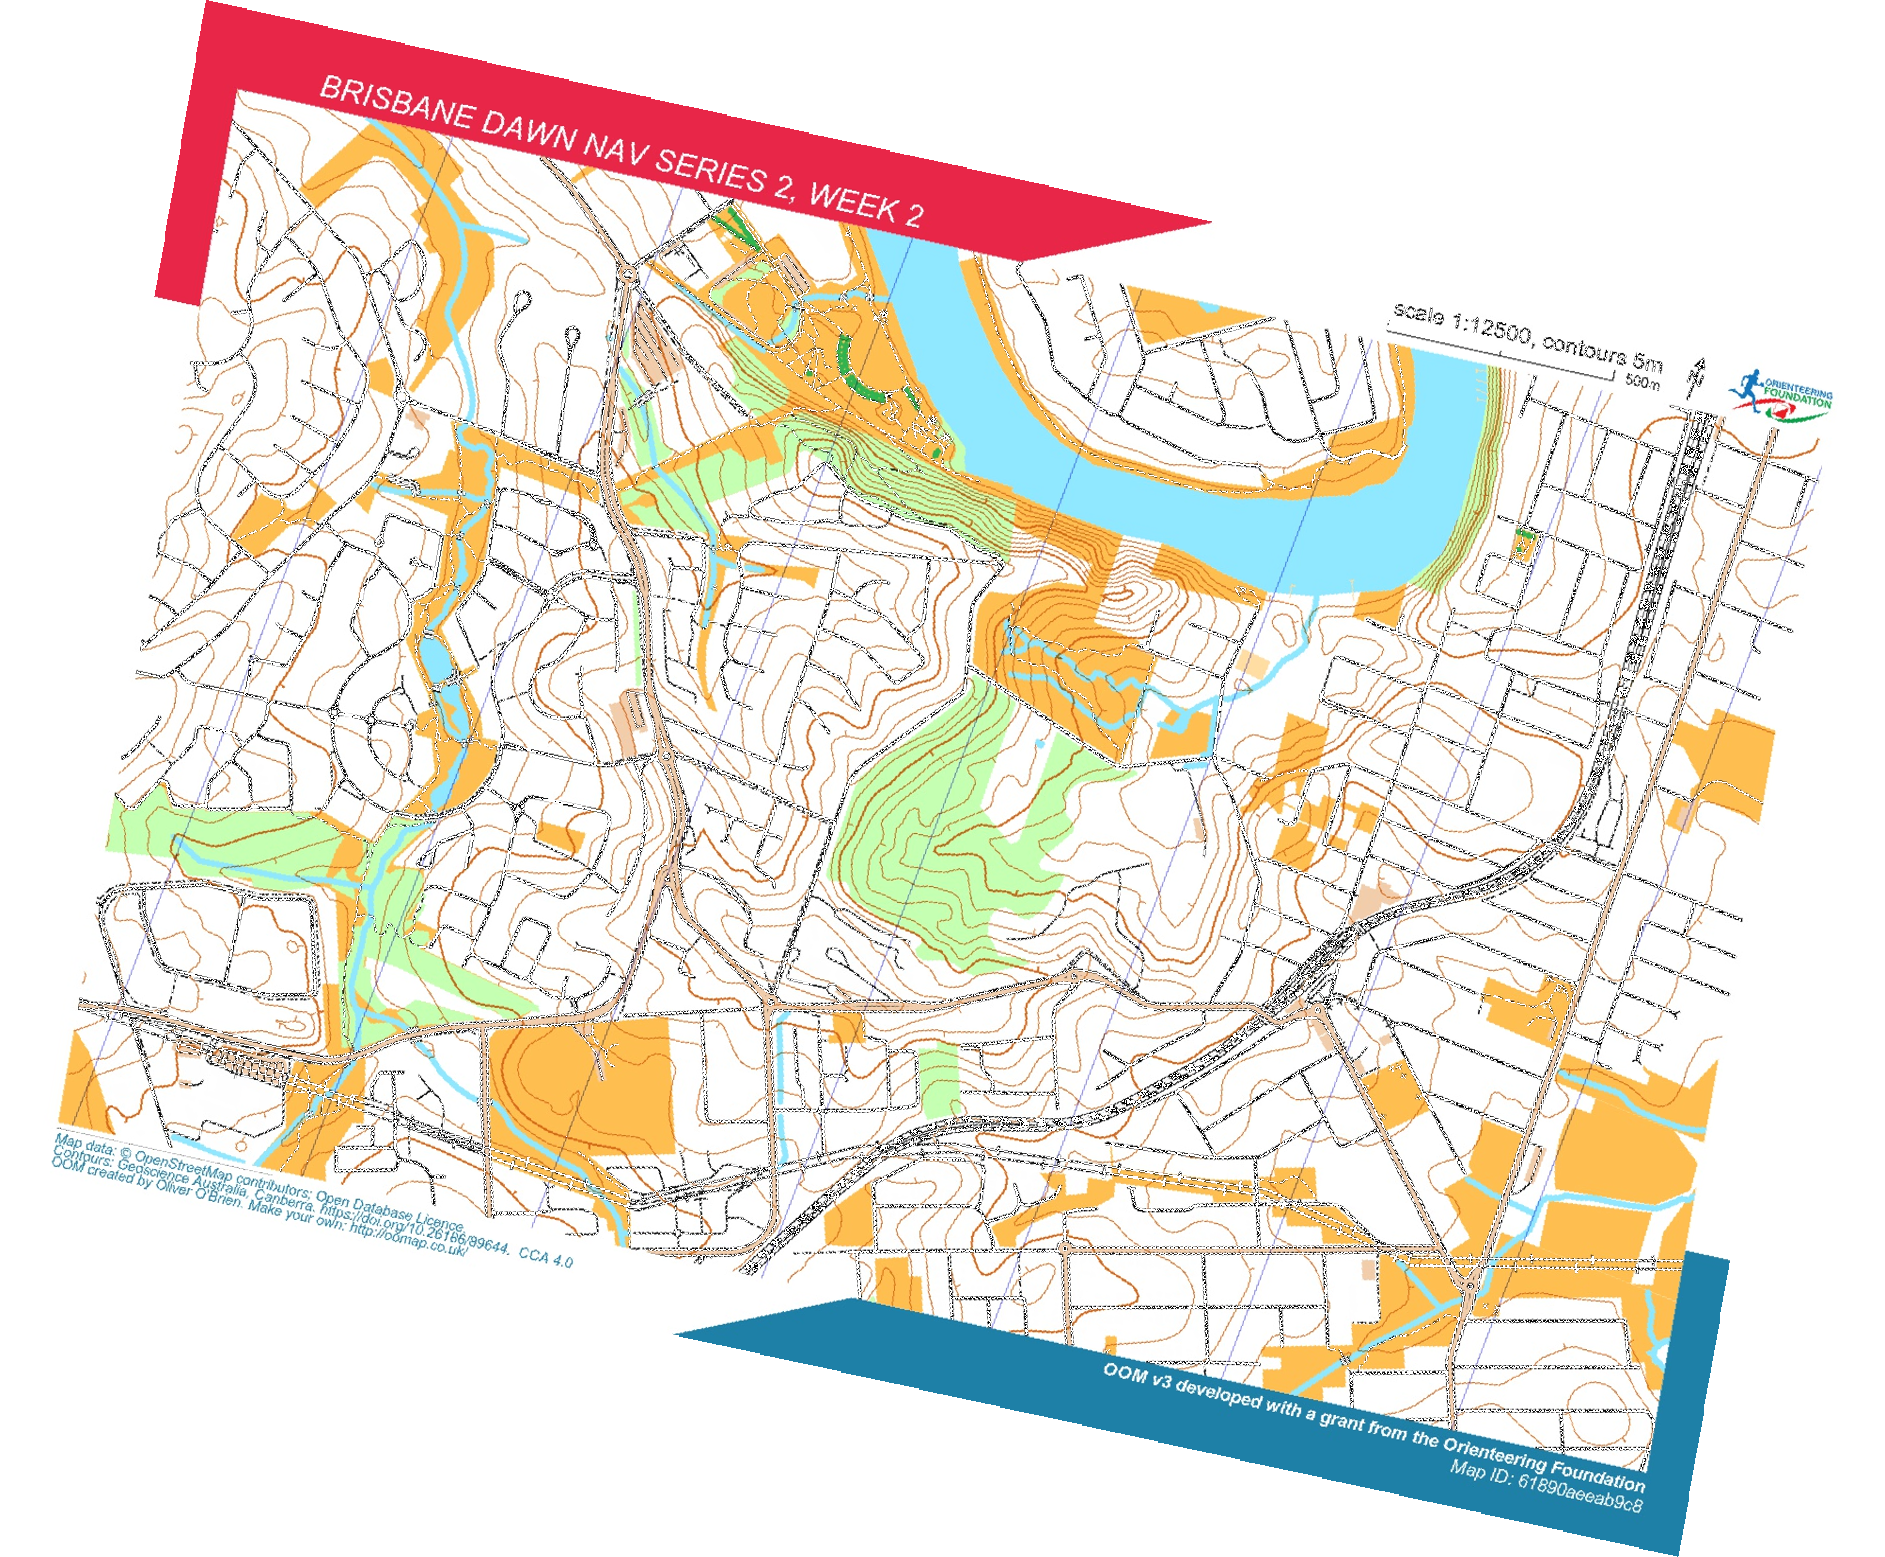 BRISBANE DAWN NAV SERIES 2, WEEK 2
scale 1:12500, contours 5m
500m
N
ORIENTEERING
FOUNDATION
Map data: © OpenStreetMap contributors; Open Database Licence.
Contours: Geoscience Australia, Canberra. https://doi.org/10.26186/89644. CCA 4.0
OOM created by Oliver O'Brien. Make your own: http://oomap.co.uk/
OOM v3 developed with a grant from the Orienteering Foundation
Map ID: 61890aeeab9c8